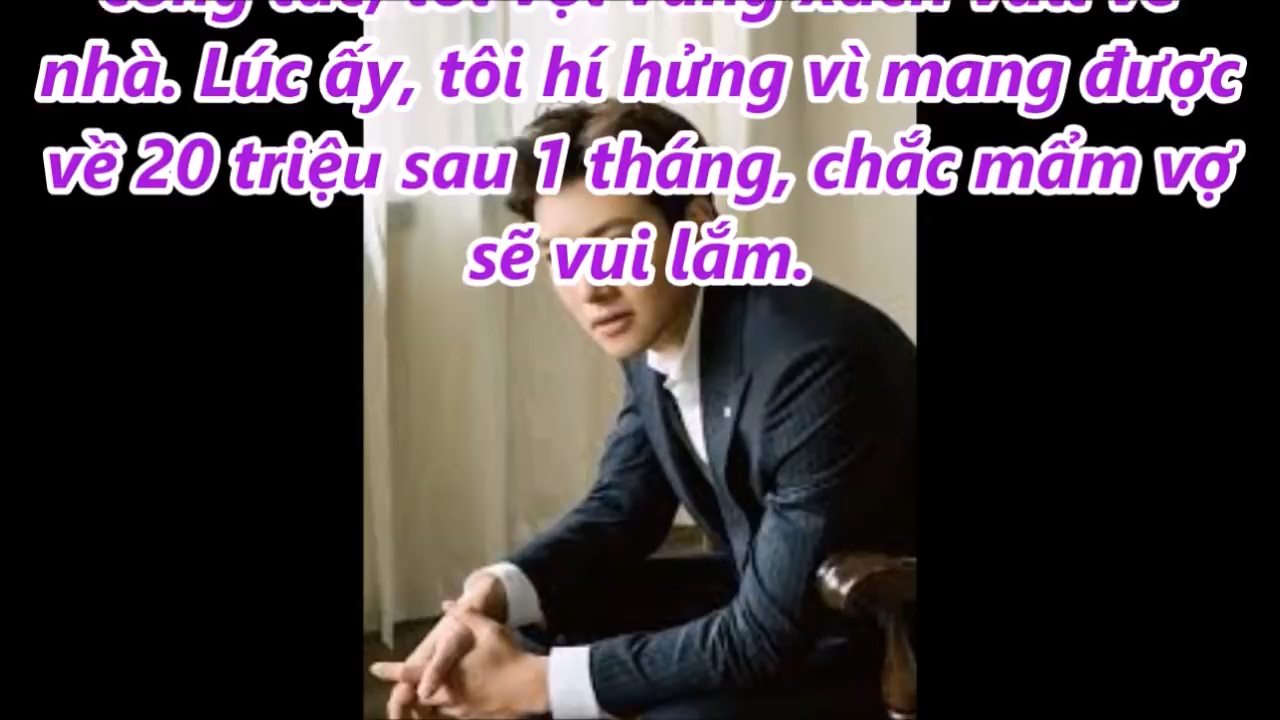 nhà. Lúc ấy, tôi hí hửng vì mang được
về 20 triệu sau 1 tháng, chắc mẩm vợ
sẽ vui lắm.